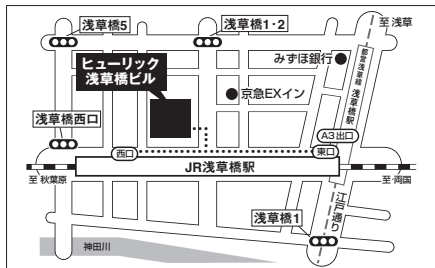 浅草橋5
浅草橋1・2
至 浅草
ヒューリック
浅草橋ビル
みずほ銀行
都営浅草線
浅草橋駅
京急EXイン
浅草橋西口
A3出口
西口
東口
JR浅草橋駅
至 秋葉原
至 両国
江戸通り
浅草橋1
神田川